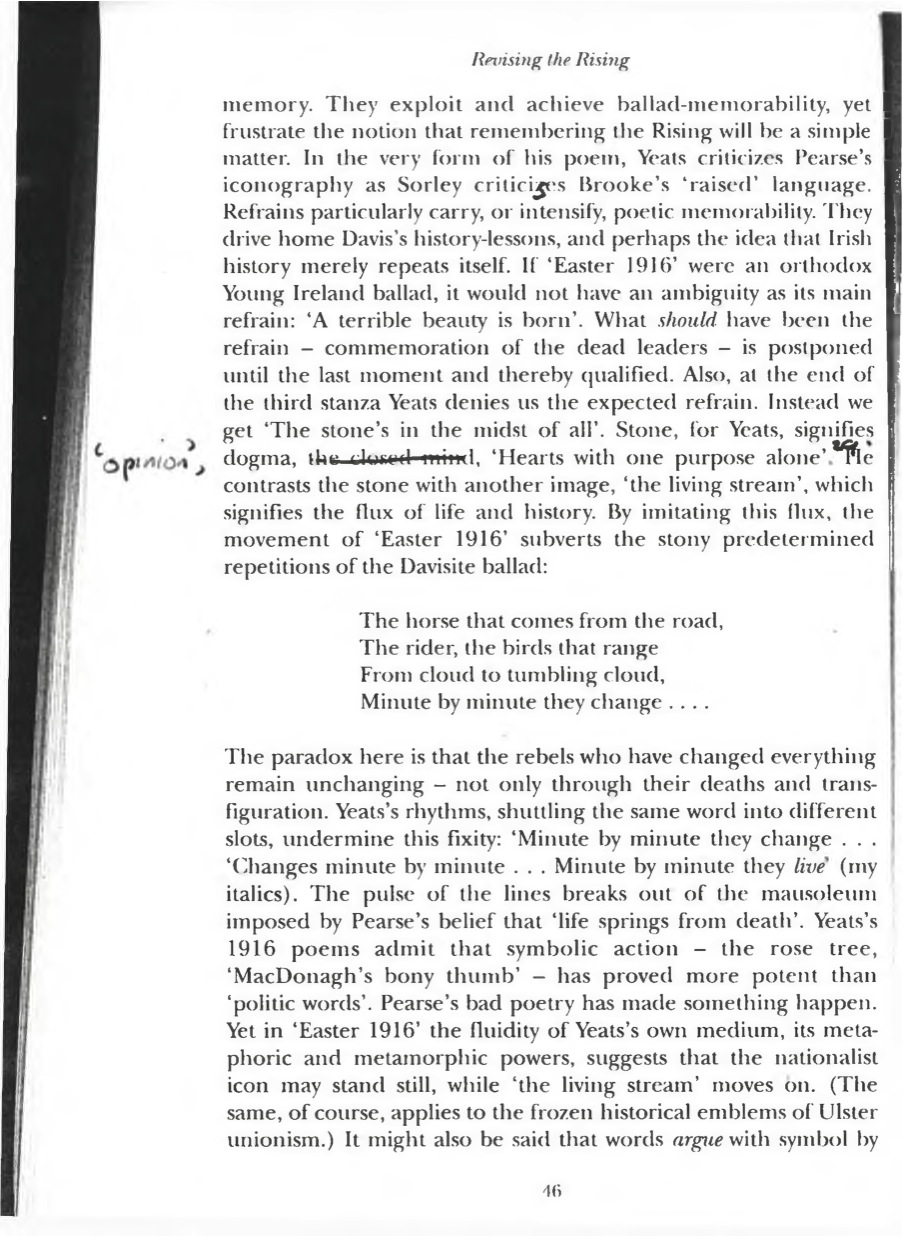 Revising the Rising
memory. They exploit and achieve ballad-memorability, yet
frustrate the notion that remembering the Rising will be a simple
matter. In the very form of his poem, Yeats criticizes Pearse's
iconography as Sorley criticizes Brooke's 'raised' language.
Refrains particularly carry, or intensify, poetic memorability. They
drive home Davis's history-lessons, and perhaps the idea that Irish
history merely repeats itself. If 'Easter 1916' were an orthodox
Young Ireland ballad, it would not have an ambiguity as its main
refrain: 'A terrible beauty is born'. What should have been the
refrain – commemoration of the dead leaders – is postponed
until the last moment and thereby qualified. Also, at the end of
the third stanza Yeats denies us the expected refrain. Instead we
get 'The stone's in the midst of all'. Stone, for Yeats, signifies
'opinion', dogma, the closed mind, 'Hearts with one purpose alone'. He
contrasts the stone with another image, 'the living stream', which
signifies the flux of life and history. By imitating this flux, the
movement of 'Easter 1916' subverts the stony predetermined
repetitions of the Davisite ballad:
The horse that comes from the road,
The rider, the birds that range
From cloud to tumbling cloud,
Minute by minute they change . . . .
The paradox here is that the rebels who have changed everything
remain unchanging – not only through their deaths and trans-
figuration. Yeats's rhythms, shuttling the same word into different
slots, undermine this fixity: 'Minute by minute they change . . .
'Changes minute by minute . . . Minute by minute they live' (my
italics). The pulse of the lines breaks out of the mausoleum
imposed by Pearse's belief that 'life springs from death'. Yeats's
1916 poems admit that symbolic action – the rose tree,
'MacDonagh's bony thumb' – has proved more potent than
'politic words'. Pearse's bad poetry has made something happen.
Yet in 'Easter 1916' the fluidity of Yeats's own medium, its meta-
phoric and metamorphic powers, suggests that the nationalist
icon may stand still, while 'the living stream' moves on. (The
same, of course, applies to the frozen historical emblems of Ulster
unionism.) It might also be said that words argue with symbol by
46